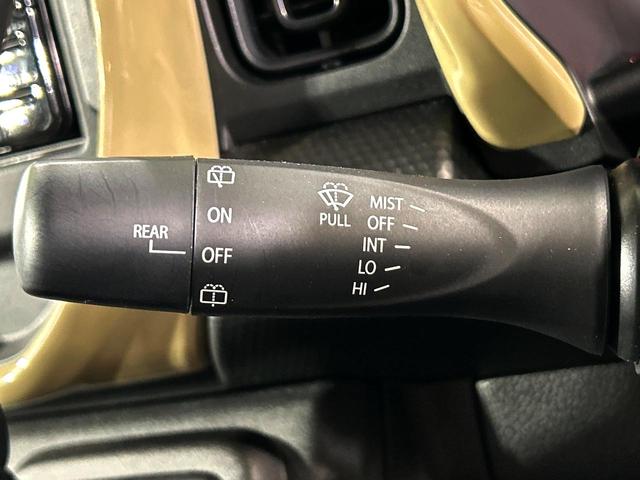 REAR
ON
OFF
PULL
MIST
OFF
INT
LO
HI